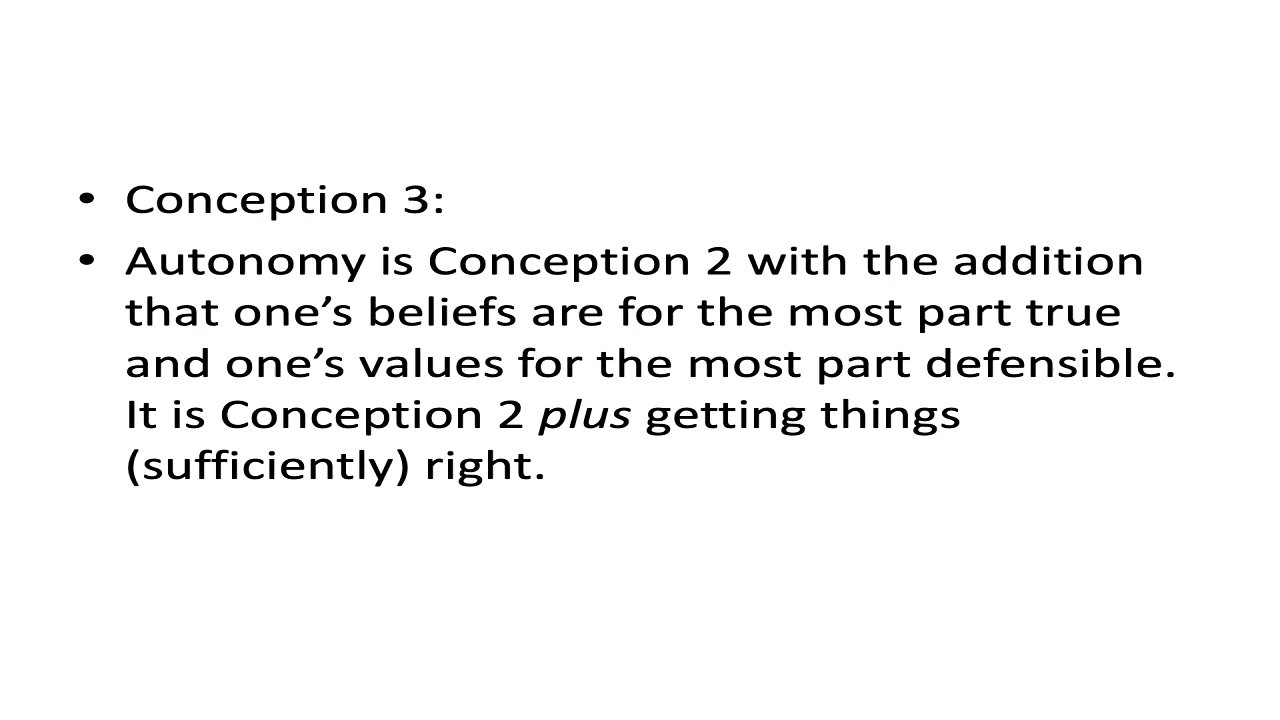 • Conception 3:
• Autonomy is Conception 2 with the addition
that one’s beliefs are for the most part true
and one’s values for the most part defensible.
It is Conception 2 plus getting things
(sufficiently) right.